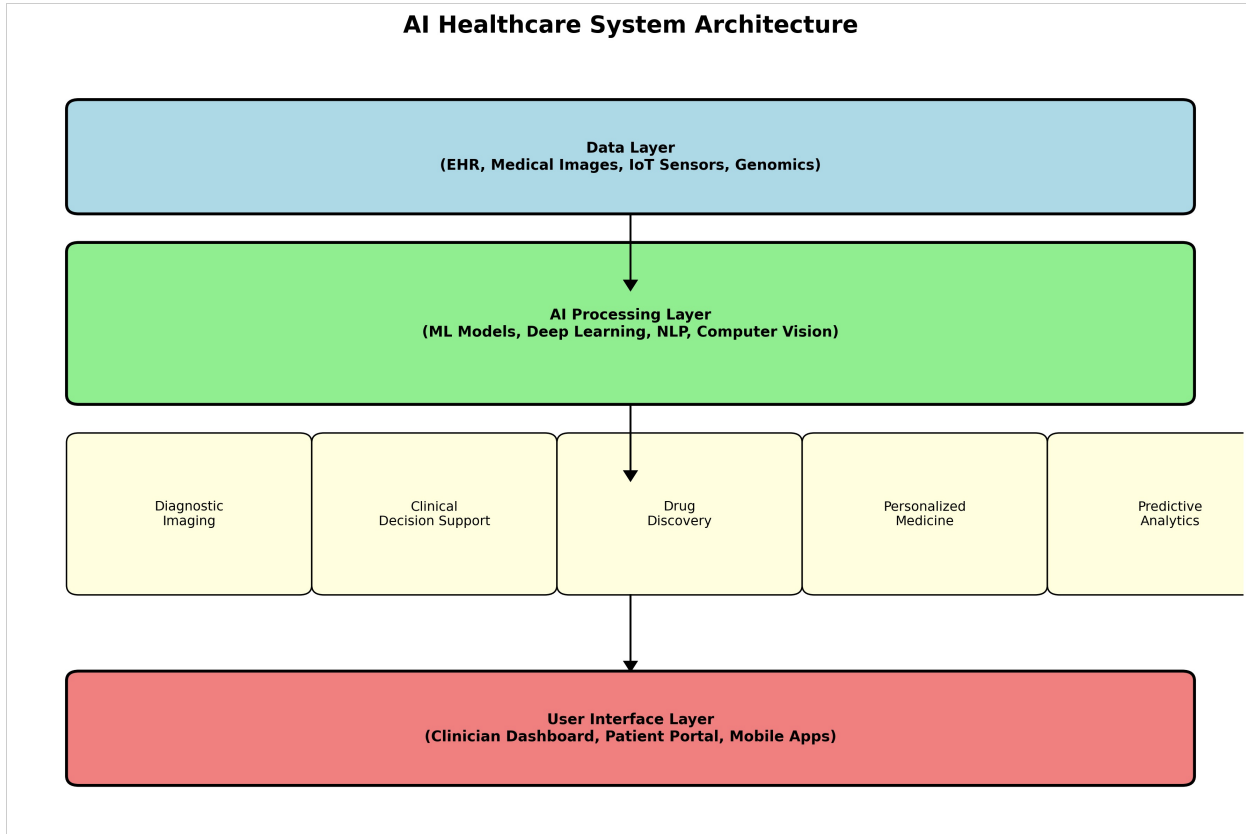 AI Healthcare System Architecture
Data Layer
(EHR, Medical Images, IoT Sensors, Genomics)
AI Processing Layer
(ML Models, Deep Learning, NLP, Computer Vision)
Diagnostic
Imaging
Clinical
Decision Support
Drug
Discovery
Personalized
Medicine
Predictive
Analytics
User Interface Layer
(Clinician Dashboard, Patient Portal, Mobile Apps)